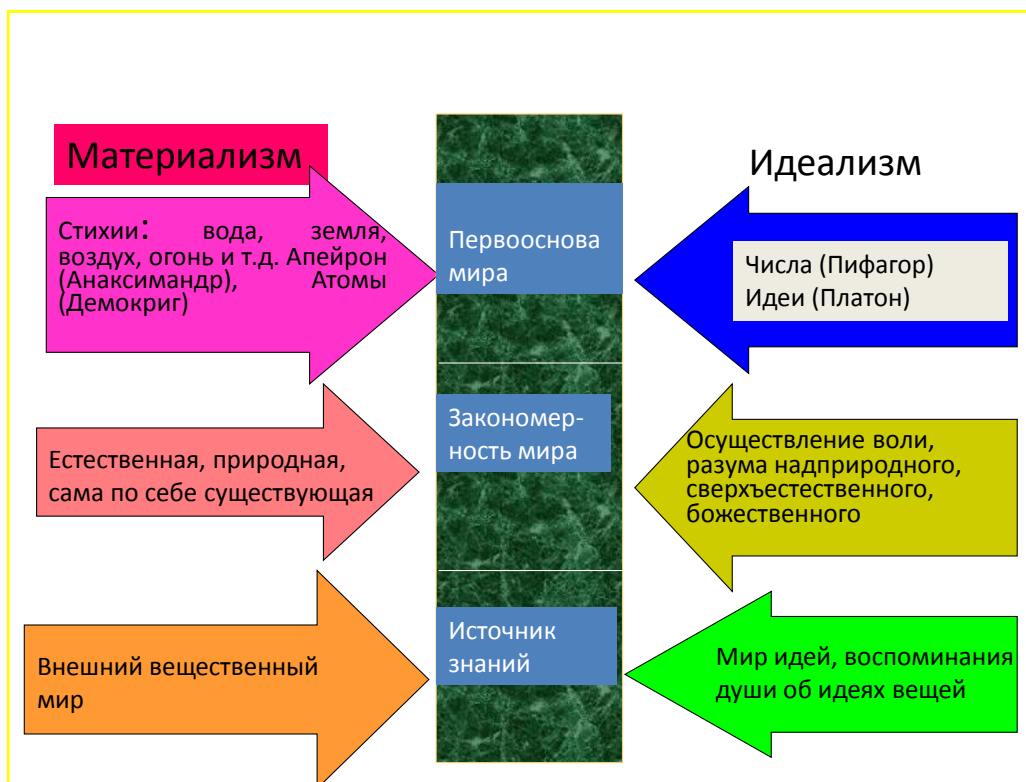 Материализм
Идеализм
Стихии: вода, земля,
воздух, огонь и т.д. Апейрон
(Анаксимандр), Атомы
(Демокриг)
Первооснова
мира
Числа (Пифагор)
Идеи (Платон)
Естественная, природная,
сама по себе существующая
Закономер-
ность мира
Осуществление воли,
разума надприродного,
сверхъестественного,
божественного
Внешний вещественный
мир
Источник
знаний
Мир идей, воспоминания
души об идеях вещей